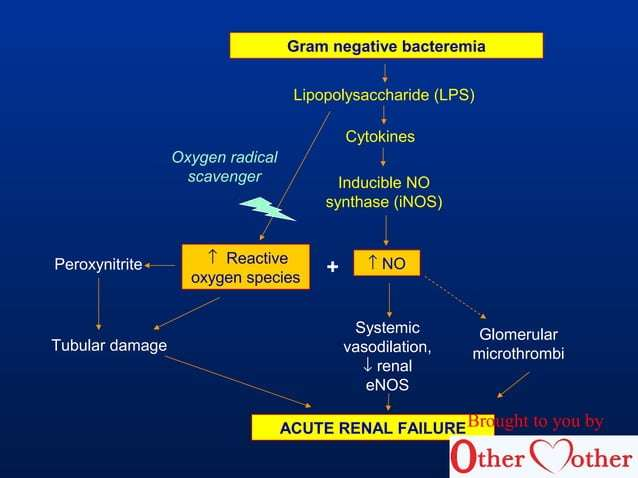 Gram negative bacteremia
Lipopolysaccharide (LPS)
Cytokines
Oxygen radical
scavenger
Inducible NO
synthase (iNOS)
Peroxynitrite
↑ Reactive
oxygen species
+
↑ NO
Tubular damage
Systemic
vasodilation,
↓ renal
eNOS
Glomerular
microthrombi
ACUTE RENAL FAILURE
Brought to you by
Other other